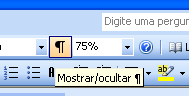 Digite uma pergun
¶ 75%
Mostrar/ocultar ¶